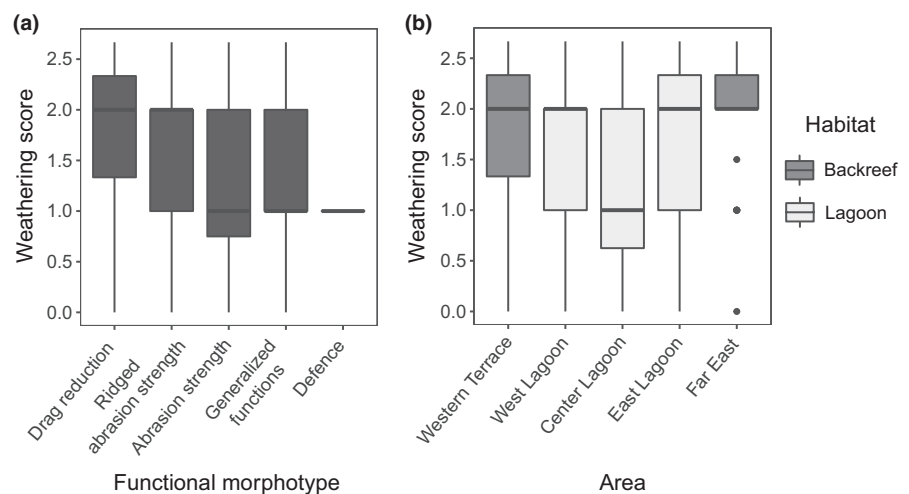 (a)
Weathering score
2.5
2.0
1.5
1.0
0.5
0.0
Drag reduction
Ridged
abrasion strength
Abrasion strength
Generalized
functions
Defence
Functional morphotype
(b)
Weathering score
2.5
2.0
1.5
1.0
0.5
0.0
Western Terrace
West Lagoon
Center Lagoon
East Lagoon
Far East
Area
Habitat
Backreef
Lagoon